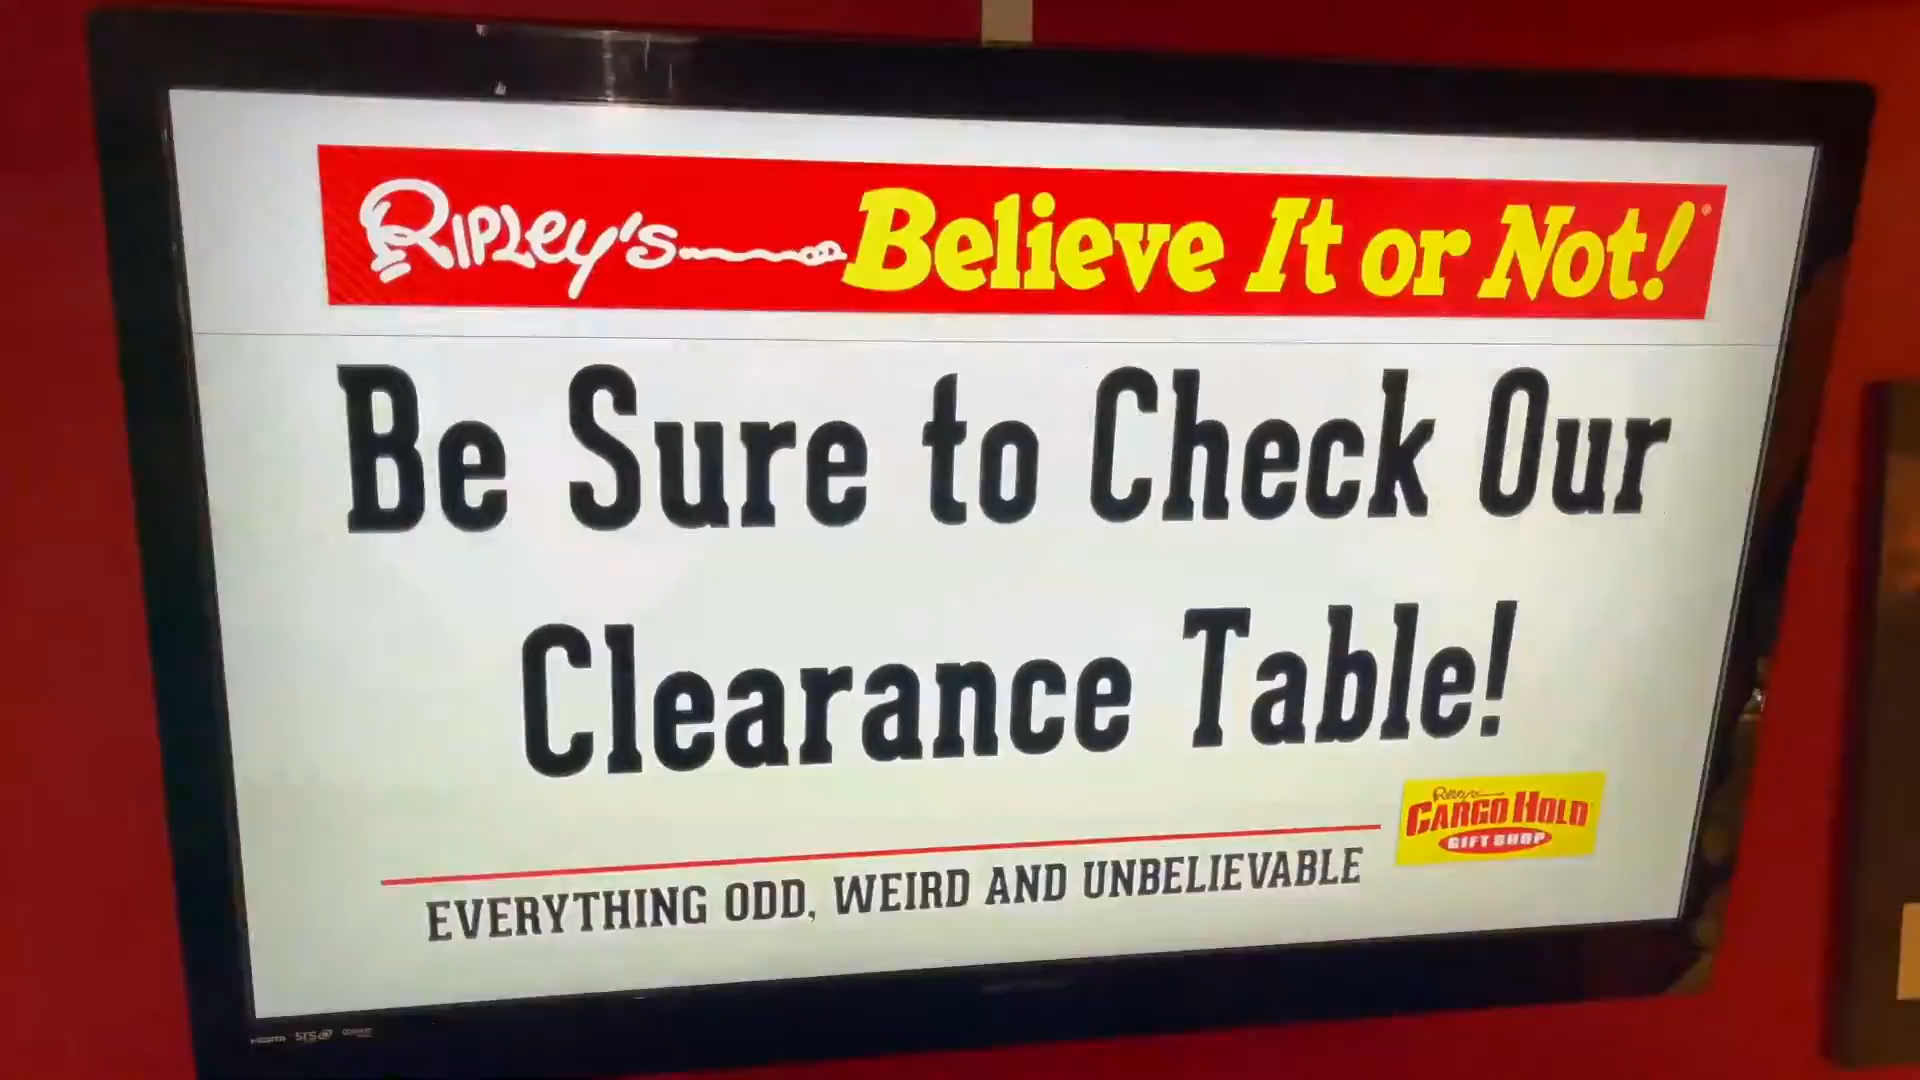 RIPLEY'S Believe It or Not!®
Be Sure to Check Our
Clearance Table!
EVERYTHING ODD, WEIRD AND UNBELIEVABLE
Ripley's
CARGO HOLD
GIFT SHOP
SRS